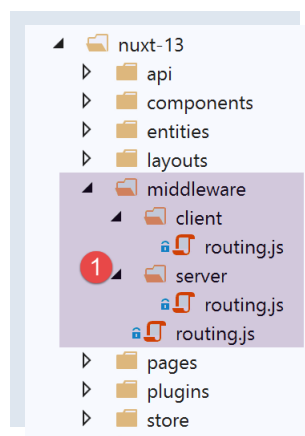 nuxt-13
api
components
entities
layouts
middleware
client
routing.js
1
server
routing.js
routing.js
pages
plugins
store